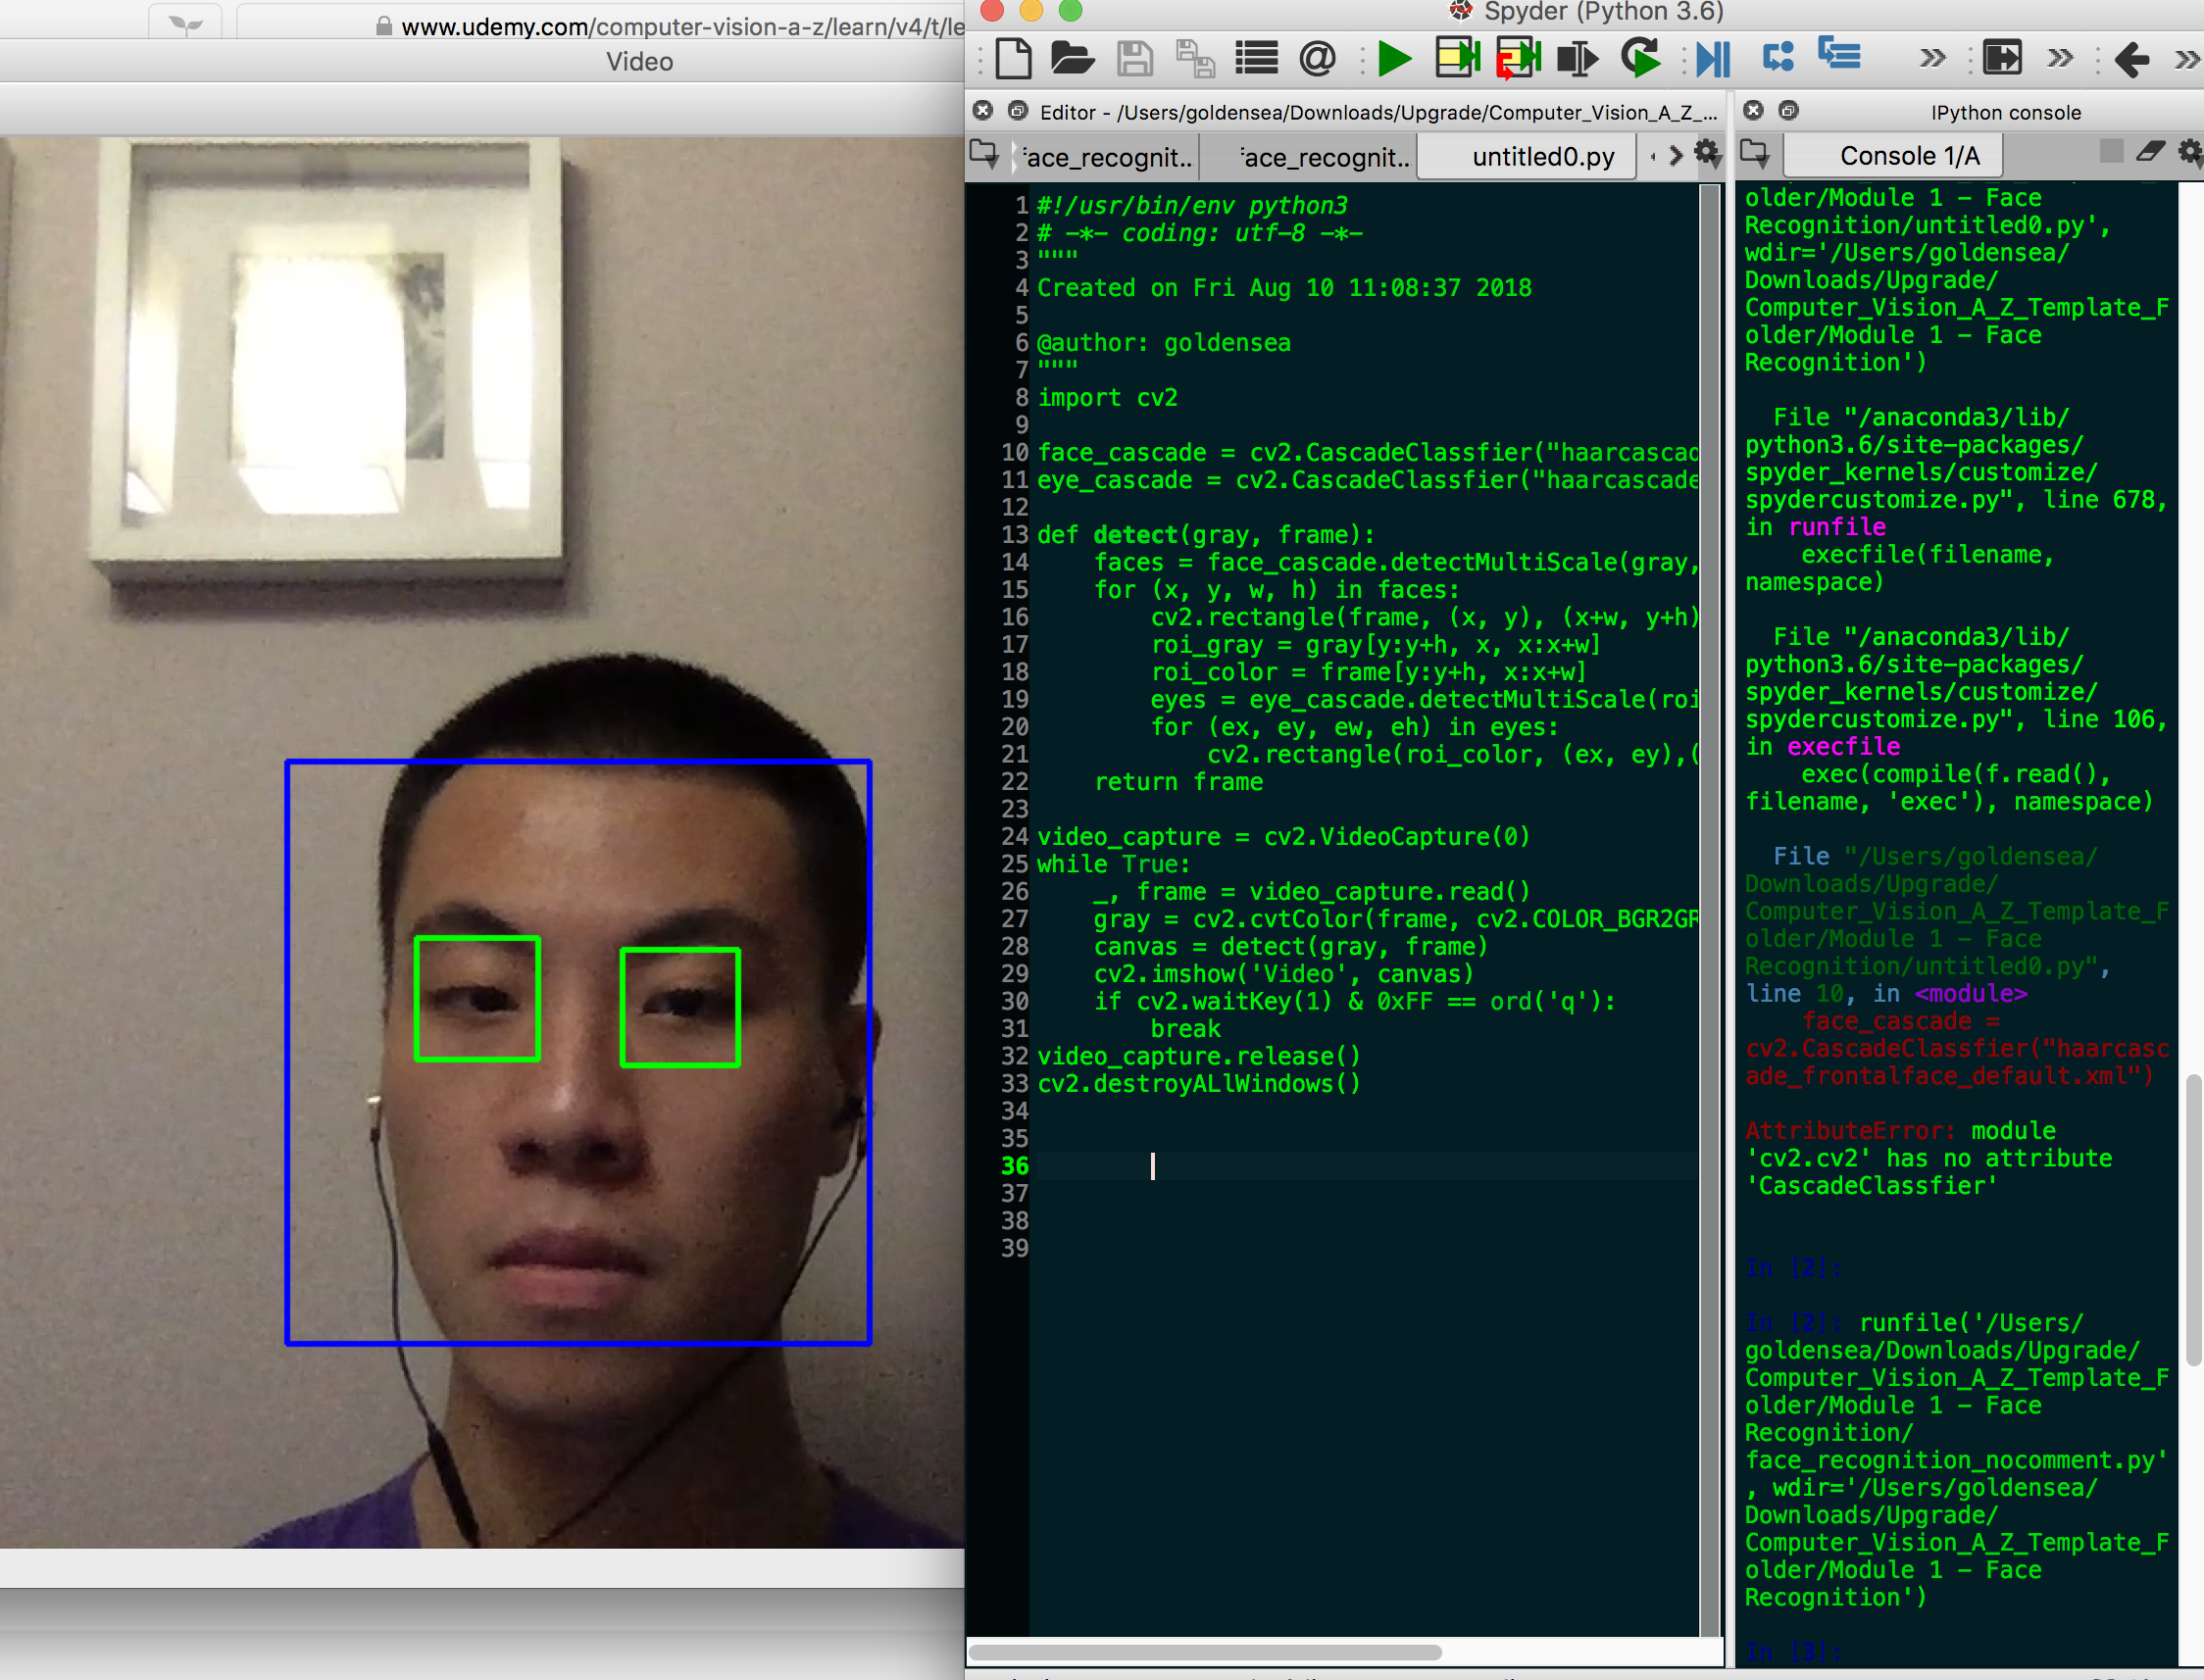 www.udemy.com/computer-vision-a-z/learn/v4/t/le
Video
Spyder (Python 3.6)
Editor - /Users/goldensea/Downloads/Upgrade/Computer_Vision_A_Z_...
ace_recognit...
ace_recognit...
untitled0.py
1 #!/usr/bin/env python3
2 # -*- coding: utf-8 -*-
3 """
4 Created on Fri Aug 10 11:08:37 2018
5
6 @author: goldensea
7 """
8 import cv2
9
10 face_cascade = cv2.CascadeClassfier("haarcascad
11 eye_cascade = cv2.CascadeClassfier("haarcascade
12
13 def detect(gray, frame):
14     faces = face_cascade.detectMultiScale(gray,
15     for (x, y, w, h) in faces:
16         cv2.rectangle(frame, (x, y), (x+w, y+h)
17         roi_gray = gray[y:y+h, x, x:x+w]
18         roi_color = frame[y:y+h, x:x+w]
19         eyes = eye_cascade.detectMultiScale(roi
20         for (ex, ey, ew, eh) in eyes:
21             cv2.rectangle(roi_color, (ex, ey),(
22     return frame
23
24 video_capture = cv2.VideoCapture(0)
25 while True:
26     _, frame = video_capture.read()
27     gray = cv2.cvtColor(frame, cv2.COLOR_BGR2GR
28     canvas = detect(gray, frame)
29     cv2.imshow('Video', canvas)
30     if cv2.waitKey(1) & 0xFF == ord('q'):
31         break
32 video_capture.release()
33 cv2.destroyALlWindows()
34
35
36
37
38
39
IPython console
Console 1/A
older/Module 1 - Face
Recognition/untitled0.py',
wdir='/Users/goldensea/
Downloads/Upgrade/
Computer_Vision_A_Z_Template_F
older/Module 1 - Face
Recognition')
File "/anaconda3/lib/
python3.6/site-packages/
spyder_kernels/customize/
spydercustomize.py", line 678,
in runfile
execfile(filename,
namespace)
File "/anaconda3/lib/
python3.6/site-packages/
spyder_kernels/customize/
spydercustomize.py", line 106,
in execfile
exec(compile(f.read(),
filename, 'exec'), namespace)
File "/Users/goldensea/
Downloads/Upgrade/
Computer_Vision_A_Z_Template_F
older/Module 1 - Face
Recognition/untitled0.py",
line 10, in <module>
face_cascade =
cv2.CascadeClassfier("haarcasc
ade_frontalface_default.xml")
AttributeError: module
'cv2.cv2' has no attribute
'CascadeClassfier'
In [2]:
In [2]: runfile('/Users/
goldensea/Downloads/Upgrade/
Computer_Vision_A_Z_Template_F
older/Module 1 - Face
Recognition/
face_recognition_nocomment.py'
, wdir='/Users/goldensea/
Downloads/Upgrade/
Computer_Vision_A_Z_Template_F
older/Module 1 - Face
Recognition')
In [3]: